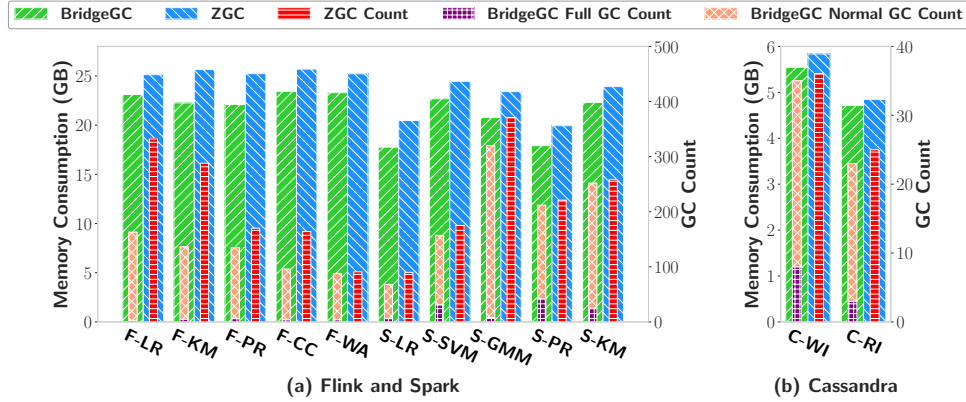 BridgeGC ZGC ZGC Count BridgeGC Full GC Count BridgeGC Normal GC Count
Memory Consumption (GB)
0
5
10
15
20
25
F-LR F-KM F-PR F-CC F-WA S-LR S-SVM S-GMM S-PR S-KM
0
100
200
300
400
500
GC Count
(a) Flink and Spark
Memory Consumption (GB)
0
1
2
3
4
5
6
C-WI C-RI
0
10
20
30
40
GC Count
(b) Cassandra